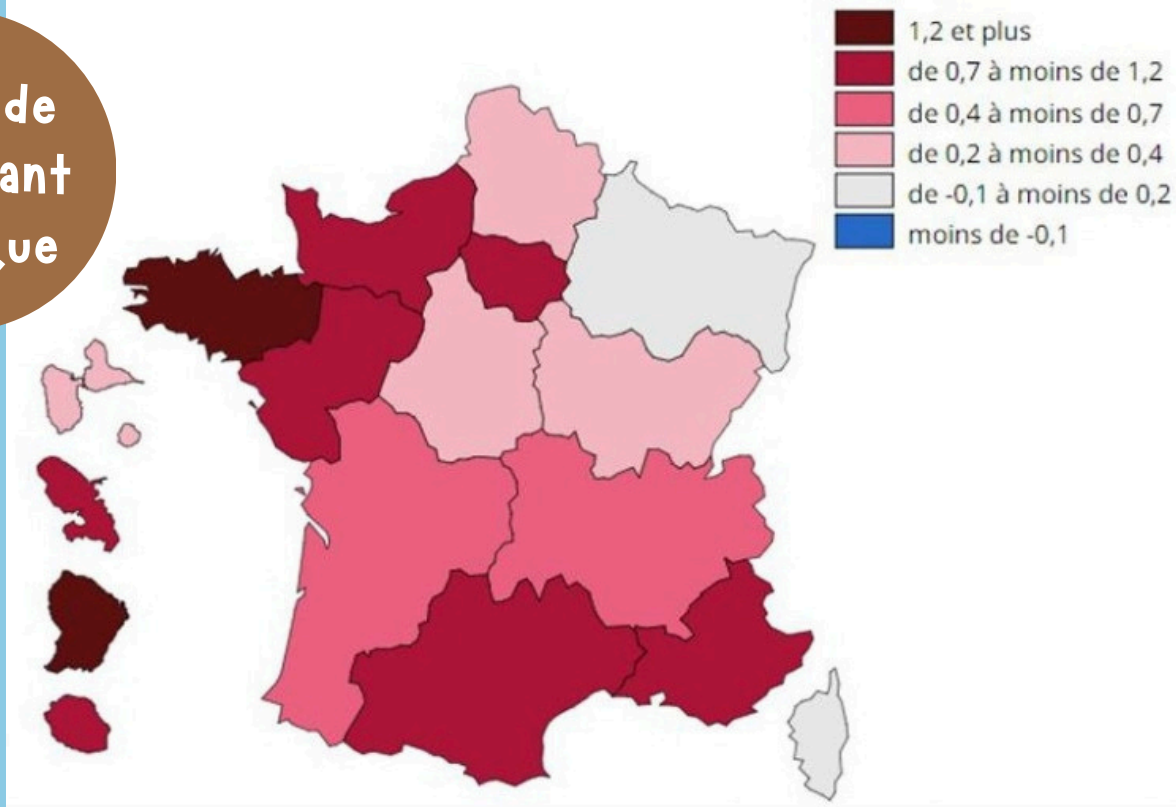 de
ant
ue
1,2 et plus
de 0,7 à moins de 1,2
de 0,4 à moins de 0,7
de 0,2 à moins de 0,4
de -0,1 à moins de 0,2
moins de -0,1